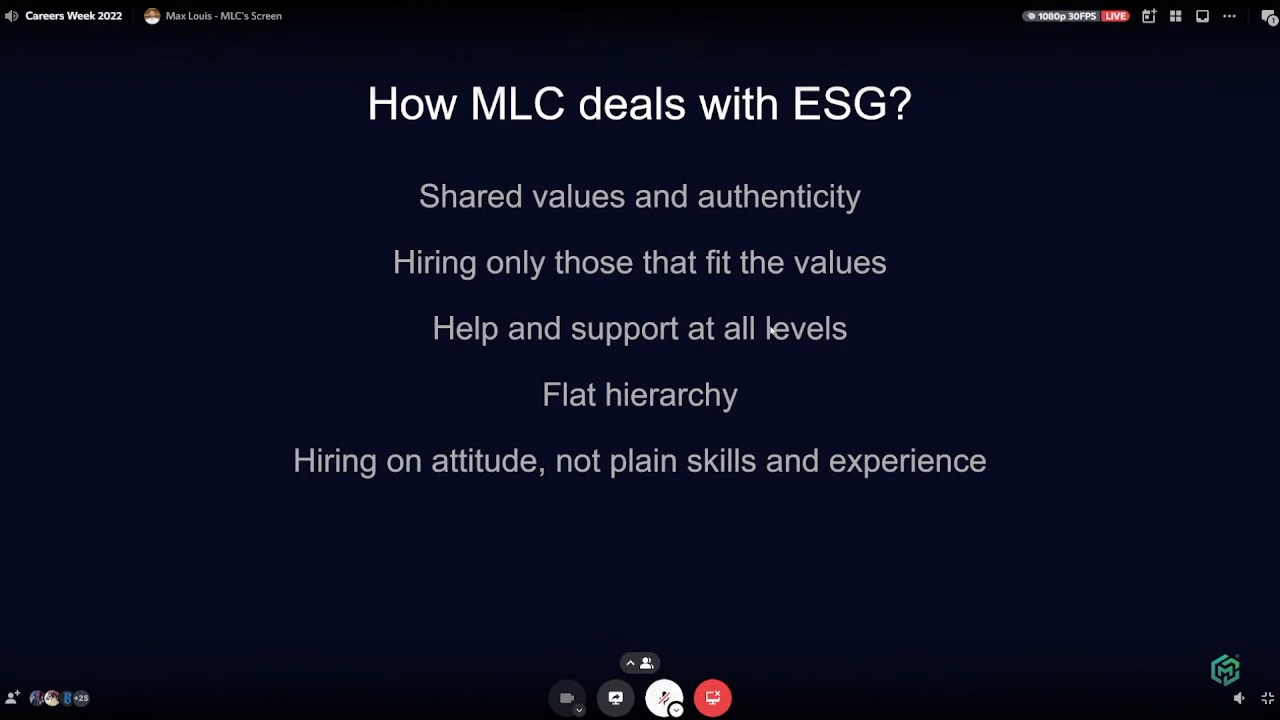 Careers Week 2022
Max Louis - MLC's Screen
1080p 30FPS LIVE
1
How MLC deals with ESG?
Shared values and authenticity
Hiring only those that fit the values
Help and support at all levels
Flat hierarchy
Hiring on attitude, not plain skills and experience
B
+25